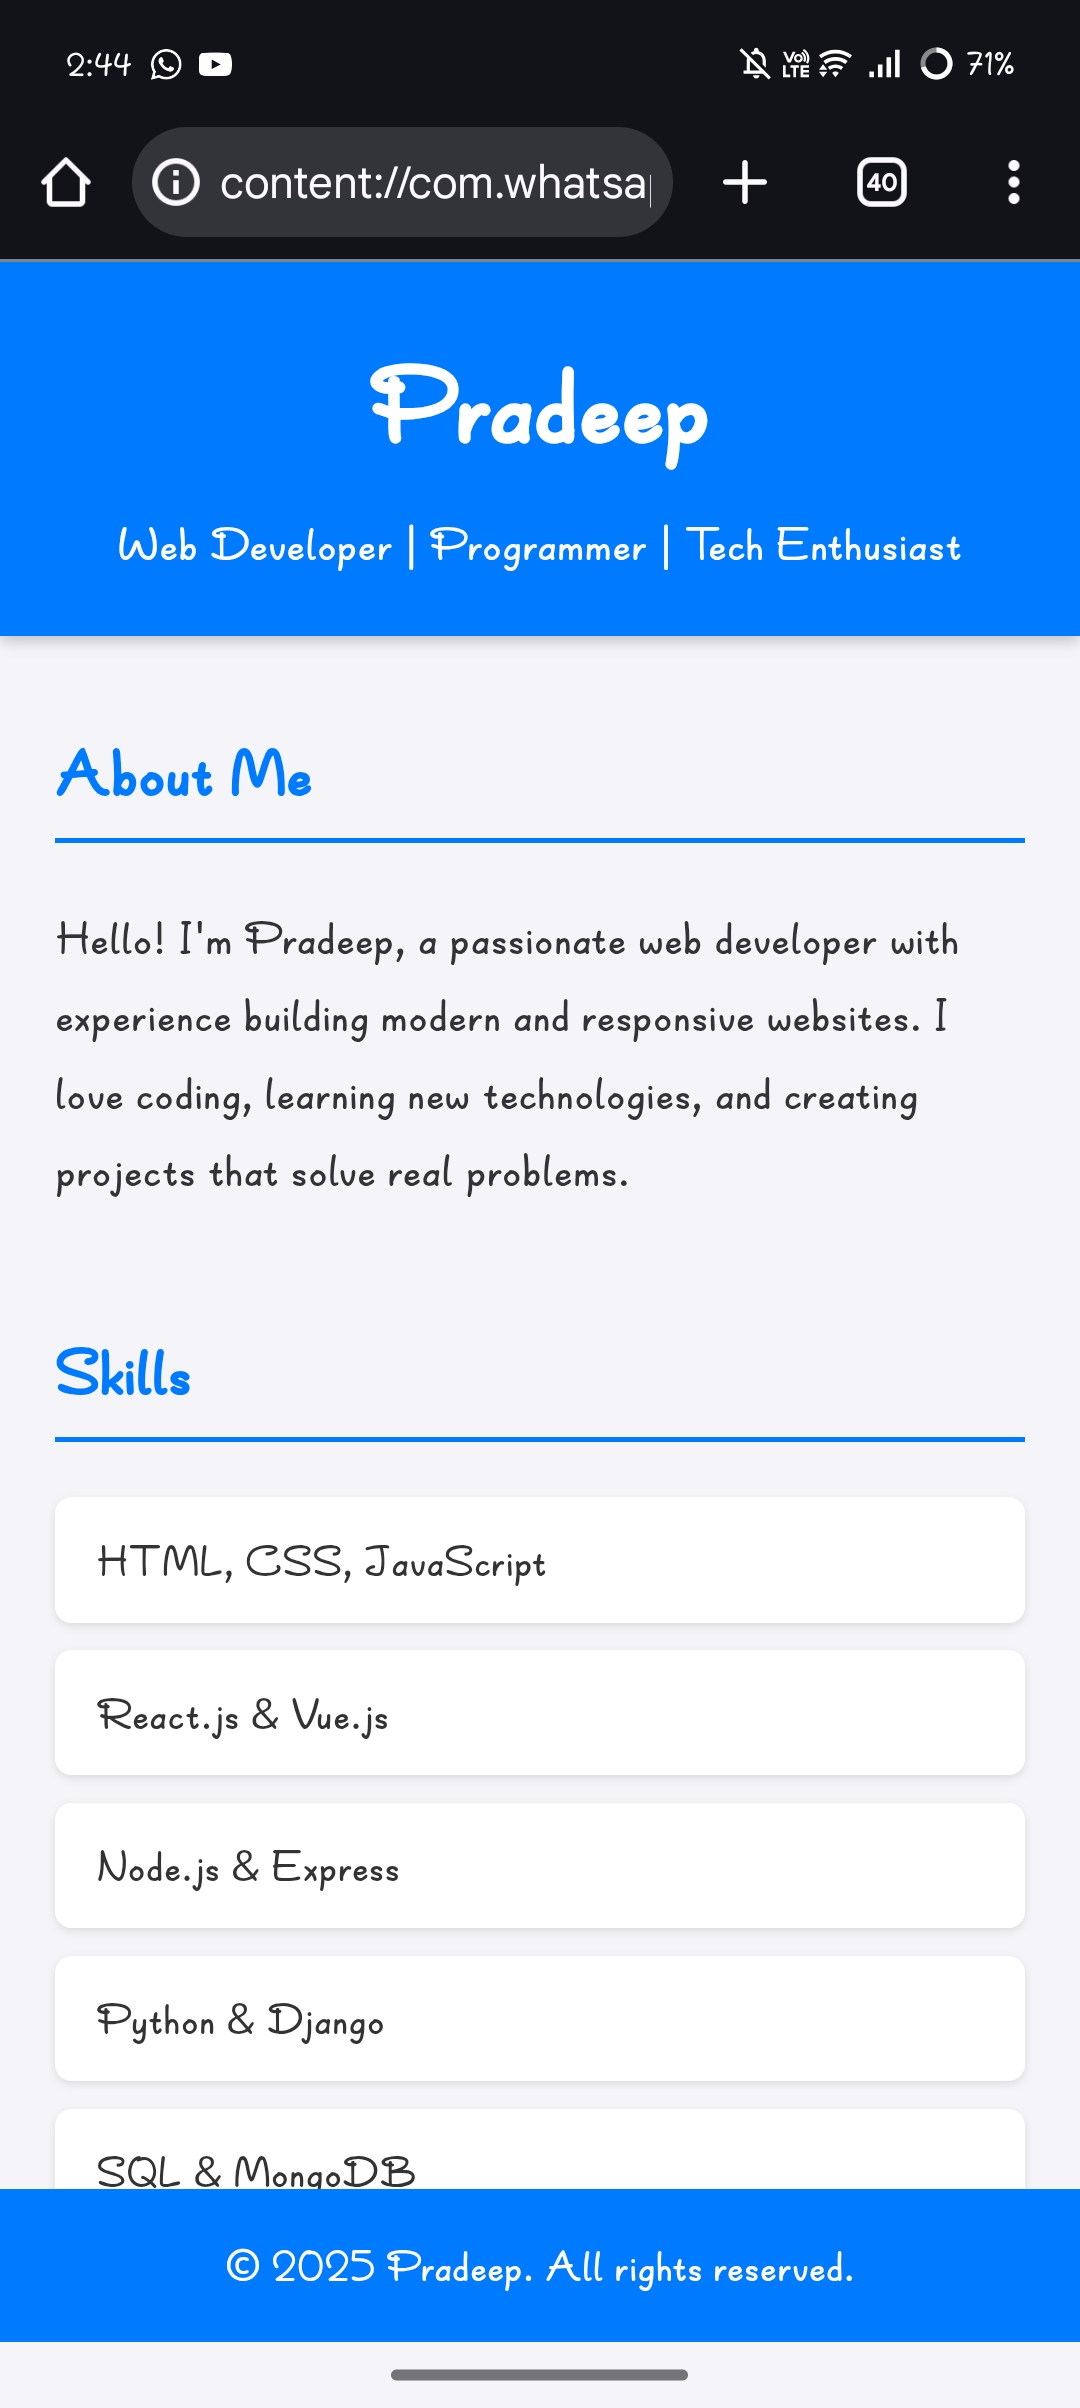 2:44
Vo) LTE
71%
content://com.whatsa
40
Pradeep
Web Developer | Programmer | Tech Enthusiast
About Me
Hello! I'm Pradeep, a passionate web developer with
experience building modern and responsive websites. I
love coding, learning new technologies, and creating
projects that solve real problems.
Skills
HTML, CSS, JavaScript
React.js & Vue.js
Node.js & Express
Python & Django
SQL & MongoDB
© 2025 Pradeep. All rights reserved.